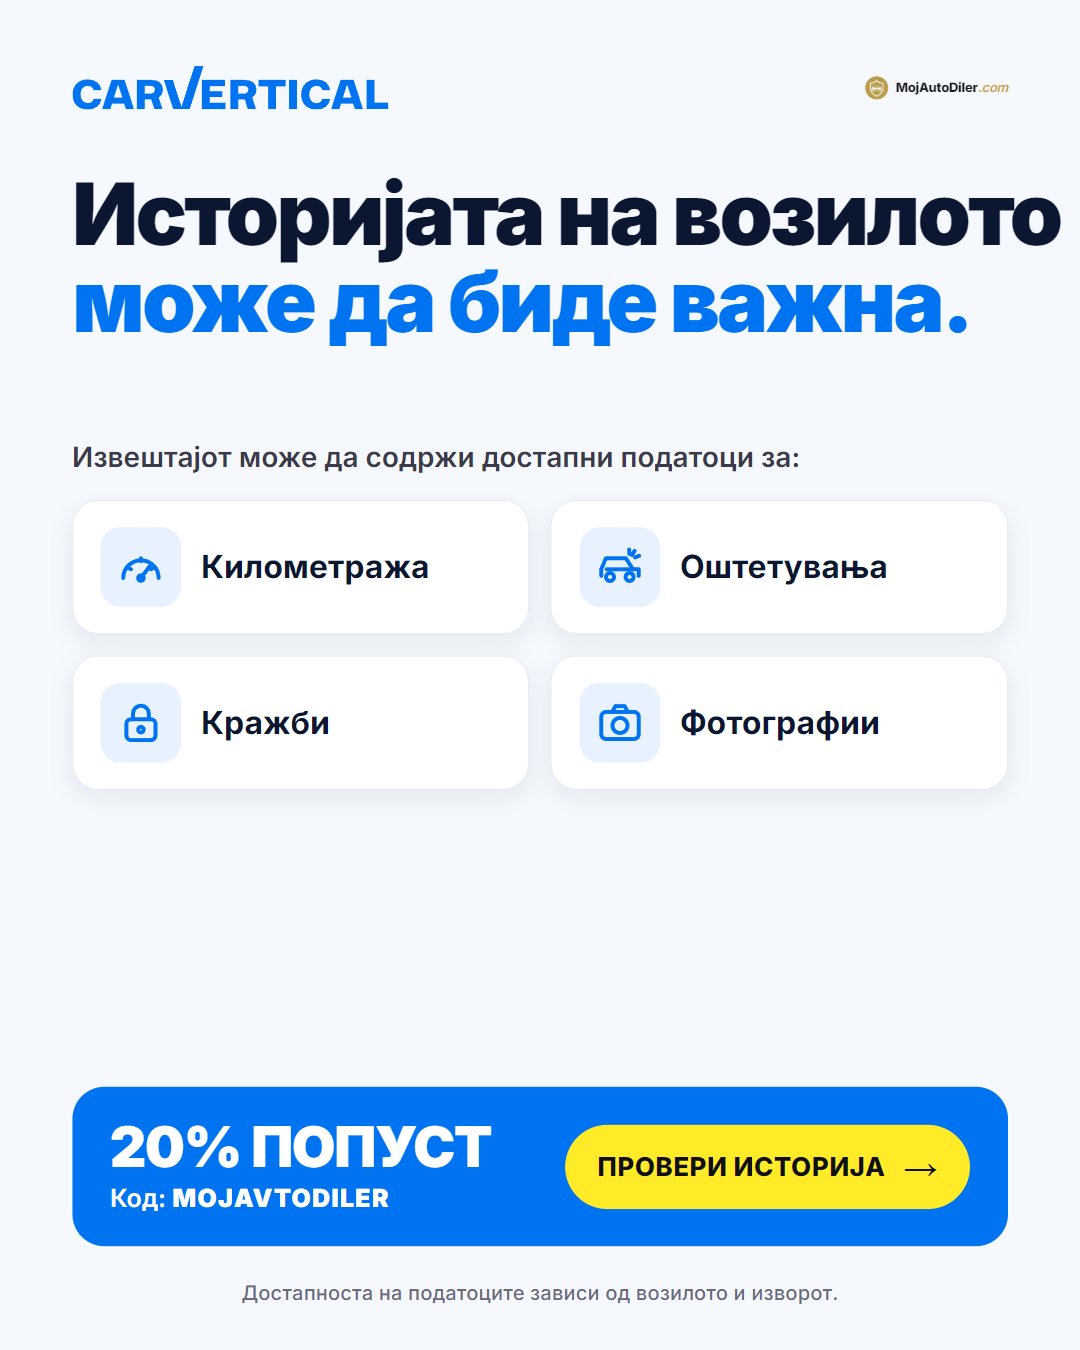 CARVERTICAL
MojAutoDiler.com
Историјата на возилото
може да биде важна.
Извештајот може да содржи достапни податоци за:
Километража
Оштетувања
Кражби
Фотографии
20% ПОПУСТ
Код: MOJAVTODILER
ПРОВЕРИ ИСТОРИЈА →
Достапноста на податоците зависи од возилото и изворот.